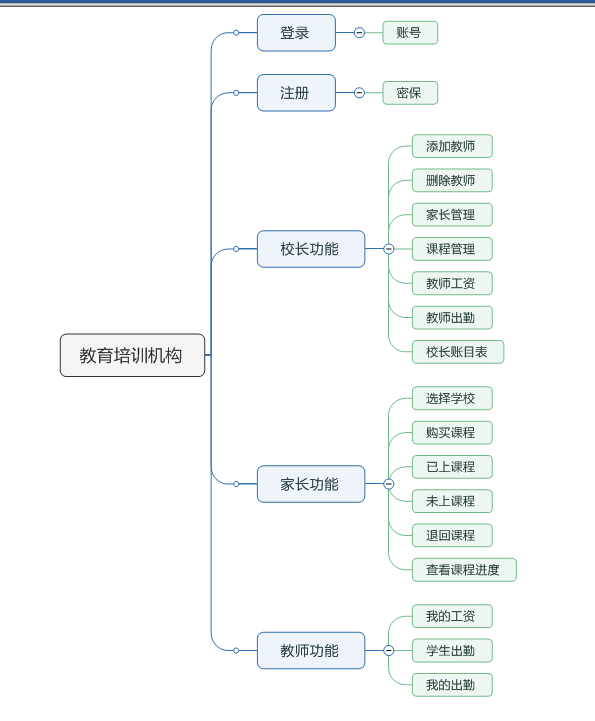 教育培训机构
登录
账号
注册
密保
校长功能
添加教师
删除教师
家长管理
课程管理
教师工资
教师出勤
校长账目表
家长功能
选择学校
购买课程
已上课程
未上课程
退回课程
查看课程进度
教师功能
我的工资
学生出勤
我的出勤